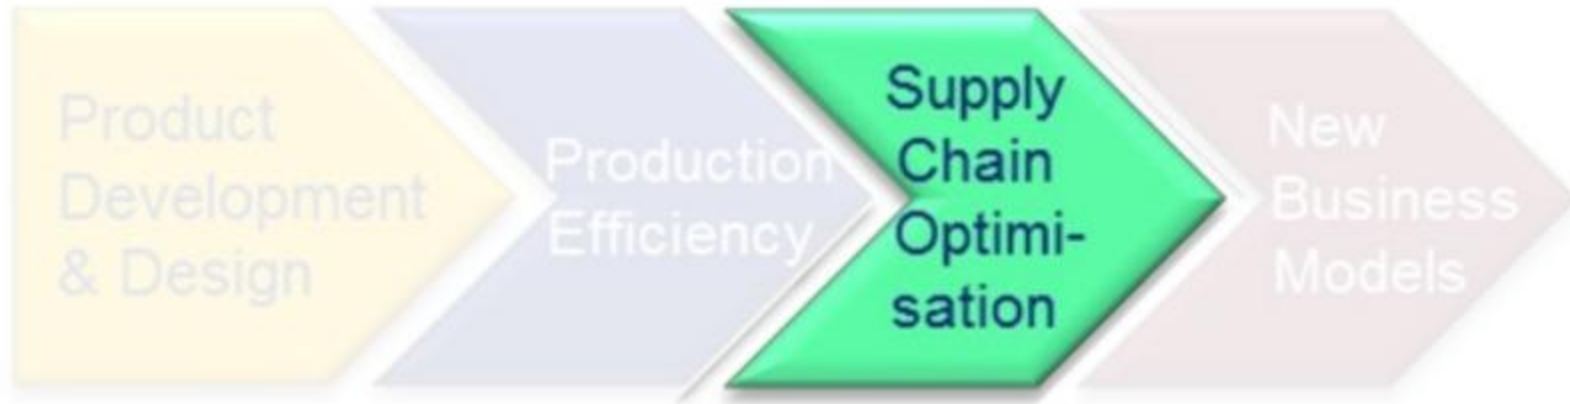 Product
Development
& Design
Production
Efficiency
Supply
Chain
Optimi-
sation
New
Business
Models